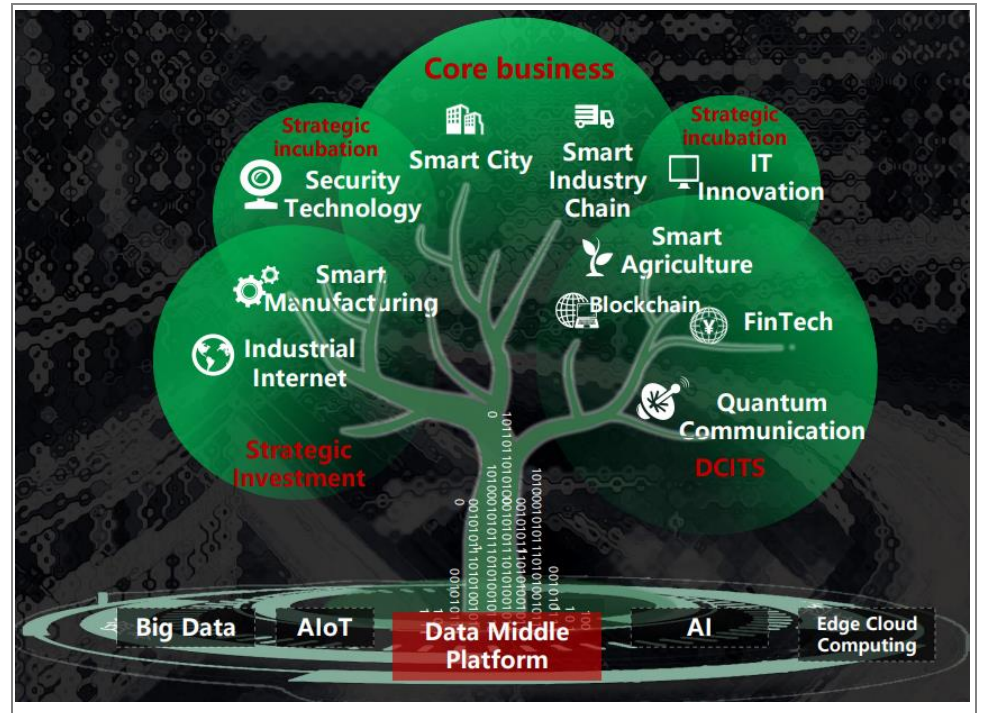 Core business
Strategic
incubation
Strategic
incubation
Smart City
Smart
Industry
Chain
IT
Innovation
Security
Technology
Smart
Agriculture
Smart
Manufacturing
Blockchain
FinTech
Industrial
Internet
Quantum
Communication
Strategic
Investment
DCITS
Big Data
AIoT
Data Middle
Platform
AI
Edge Cloud
Computing